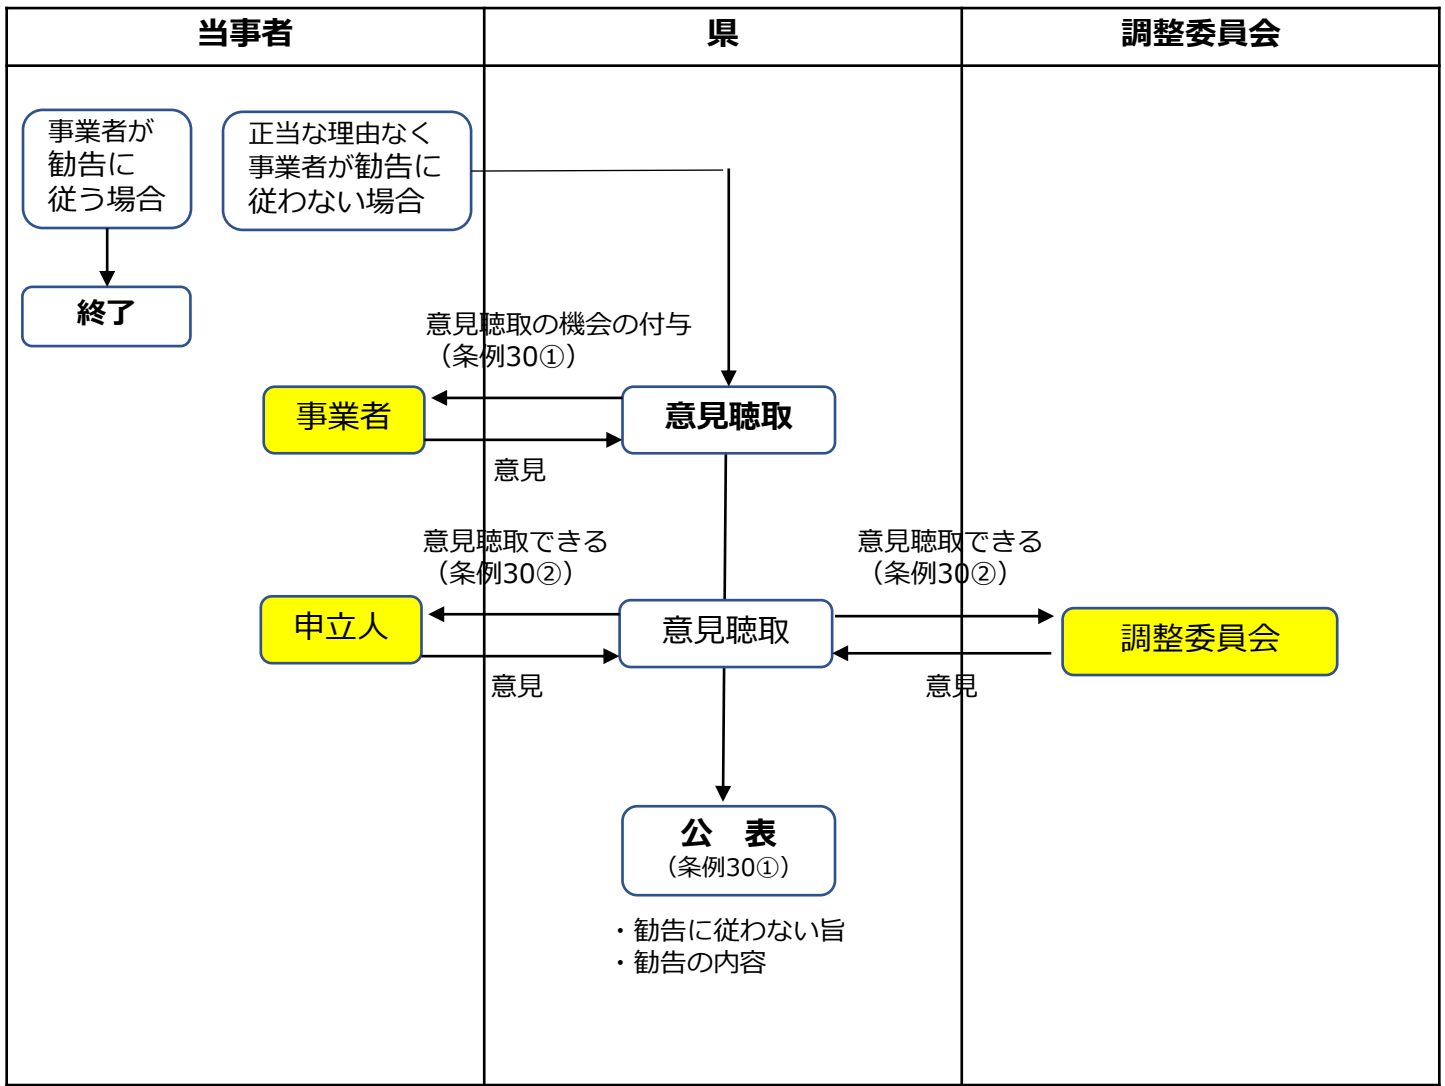 当事者
県
調整委員会
事業者が
勧告に
従う場合
正当な理由なく
事業者が勧告に
従わない場合
終了
意見聴取の機会の付与
（条例30①）
事業者
意見聴取
意見
意見聴取できる
（条例30②）
意見聴取できる
（条例30②）
申立人
意見聴取
調整委員会
意見
意見
公　表
（条例30①）
・勧告に従わない旨
・勧告の内容